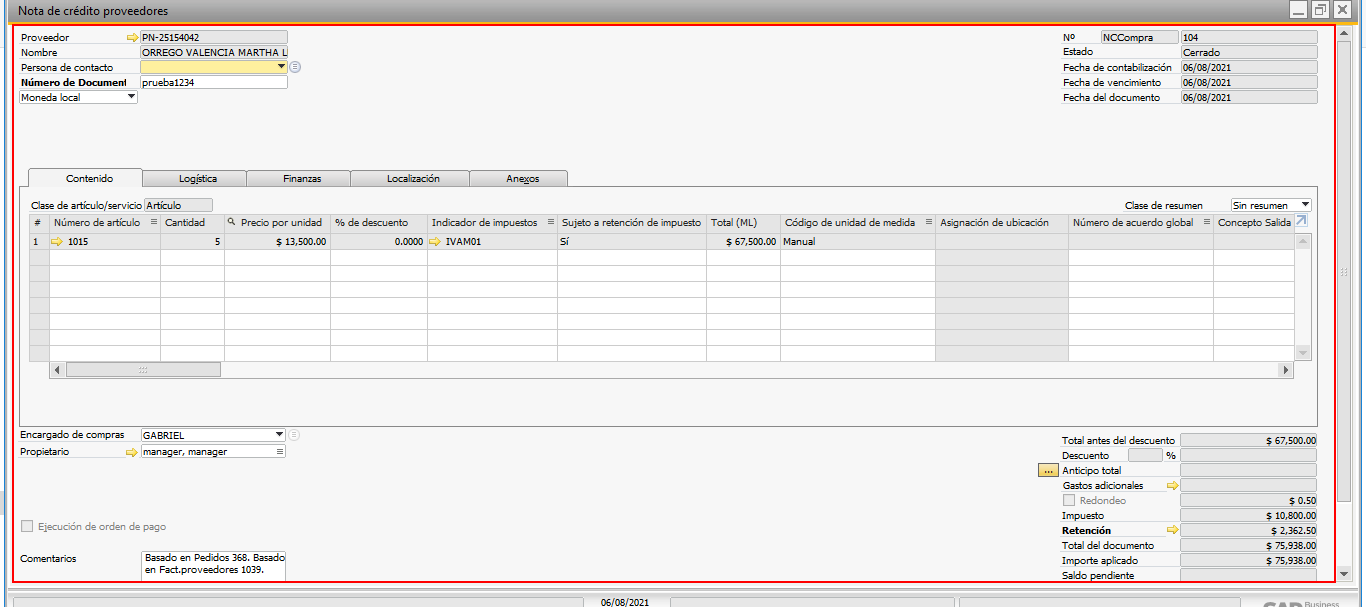 Nota de crédito proveedores
Proveedor PN-25154042
Nombre ORREGO VALENCIA MARTHA L
Persona de contacto
Número de Document prueba1234
Moneda local
Nº NCCompra 104
Estado Cerrado
Fecha de contabilización 06/08/2021
Fecha de vencimiento 06/08/2021
Fecha del documento 06/08/2021
Contenido Logística Finanzas Localización Anexos
Clase de artículo/servicio Artículo
Clase de resumen Sin resumen
# Número de artículo Cantidad Precio por unidad % de descuento Indicador de impuestos Sujeto a retención de impuesto Total (ML) Código de unidad de medida Asignación de ubicación Número de acuerdo global Concepto Salida
1 1015 5 $ 13,500.00 0.0000 IVAM01 Sí $ 67,500.00 Manual
Encargado de compras GABRIEL
Propietario manager, manager
Ejecución de orden de pago
Comentarios Basado en Pedidos 368. Basado
en Fact.proveedores 1039.
Total antes del descuento $ 67,500.00
Descuento %
... Anticipo total
Gastos adicionales
Redondeo $ 0.50
Impuesto $ 10,800.00
Retención $ 2,362.50
Total del documento $ 75,938.00
Importe aplicado $ 75,938.00
Saldo pendiente
06/08/2021
SAP Business